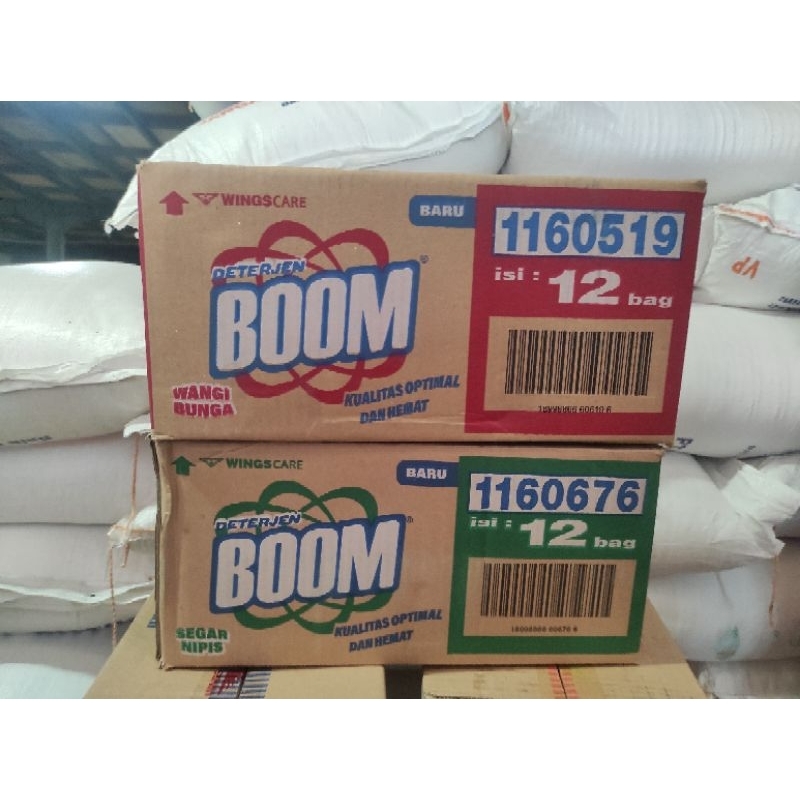 WINGSCARE
BARU
1160519
DETERJEN
BOOM®
isi : 12 bag
WANGI
BUNGA
KUALITAS OPTIMAL
DAN HEMAT
VP
WINGSCARE
BARU
1160676
DETERJEN
BOOM®
isi : 12 bag
SEGAR
NIPIS
KUALITAS OPTIMAL
DAN HEMAT